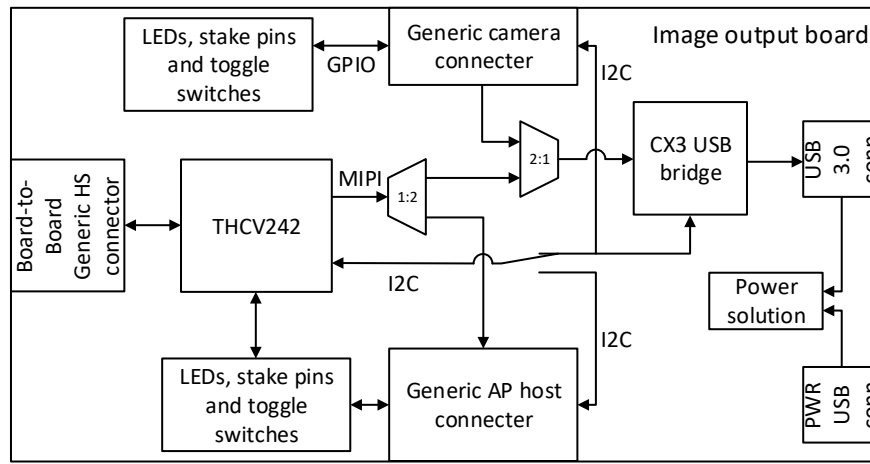 LEDs, stake pins
and toggle
switches
GPIO
Generic camera
connecter
I2C
Image output board
2:1
CX3 USB
bridge
USB
3.0
conn
Board-to-
Board
Generic HS
connector
THCV242
MIPI
1:2
I2C
Power
solution
I2C
LEDs, stake pins
and toggle
switches
Generic AP host
connecter
PWR
USB
conn